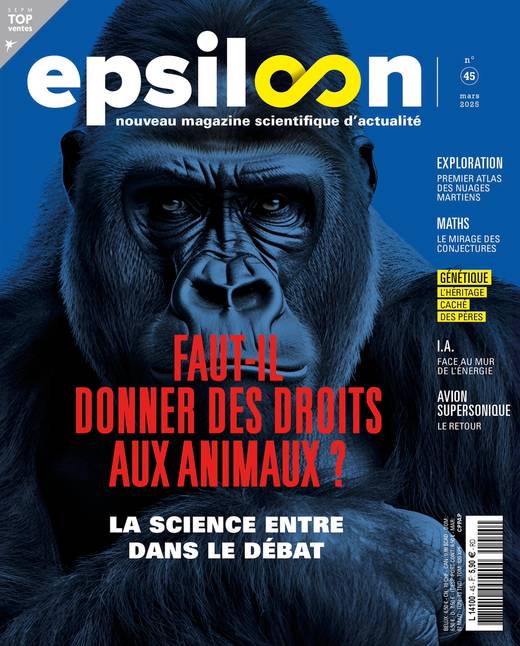 SEPM
TOP
ventes
epsiloon
nouveau magazine scientifique d'actualité
n°
45
mars
2025
EXPLORATION
PREMIER ATLAS
DES NUAGES
MARTIENS
MATHS
LE MIRAGE DES
CONJECTURES
GÉNÉTIQUE
L'HÉRITAGE
CACHÉ
DES PÈRES
I.A.
FACE AU MUR
DE L'ÉNERGIE
AVION
SUPERSONIQUE
LE RETOUR
FAUT-IL
DONNER DES DROITS
AUX ANIMAUX ?
LA SCIENCE ENTRE
DANS LE DÉBAT
CPPAP
L 14100 - 45 - F: 5,90 € - RD